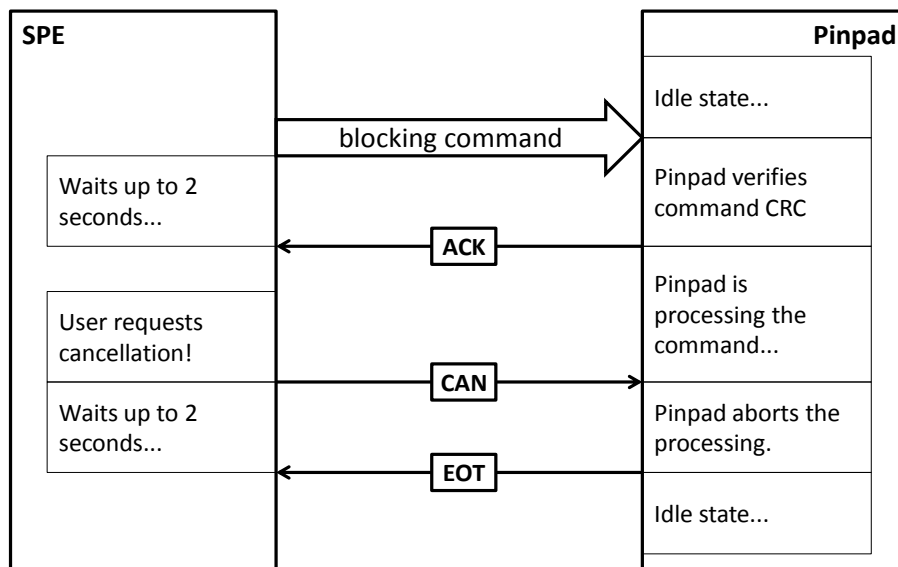 SPE
Pinpad
Idle state...
blocking command
Waits up to 2
seconds...
Pinpad verifies
command CRC
ACK
Pinpad is
processing the
command...
User requests
cancellation!
CAN
Waits up to 2
seconds...
Pinpad aborts the
processing.
EOT
Idle state...